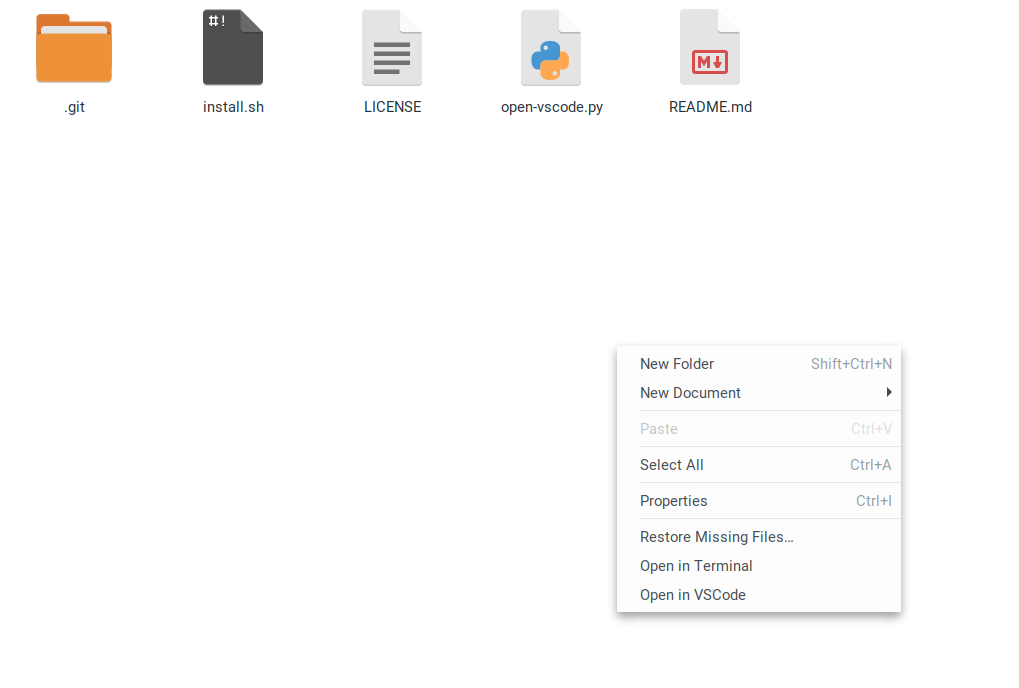 #!
M↓
.git
install.sh
LICENSE
open-vscode.py
README.md
New Folder Shift+Ctrl+N
New Document
Paste Ctrl+V
Select All Ctrl+A
Properties Ctrl+I
Restore Missing Files…
Open in Terminal
Open in VSCode